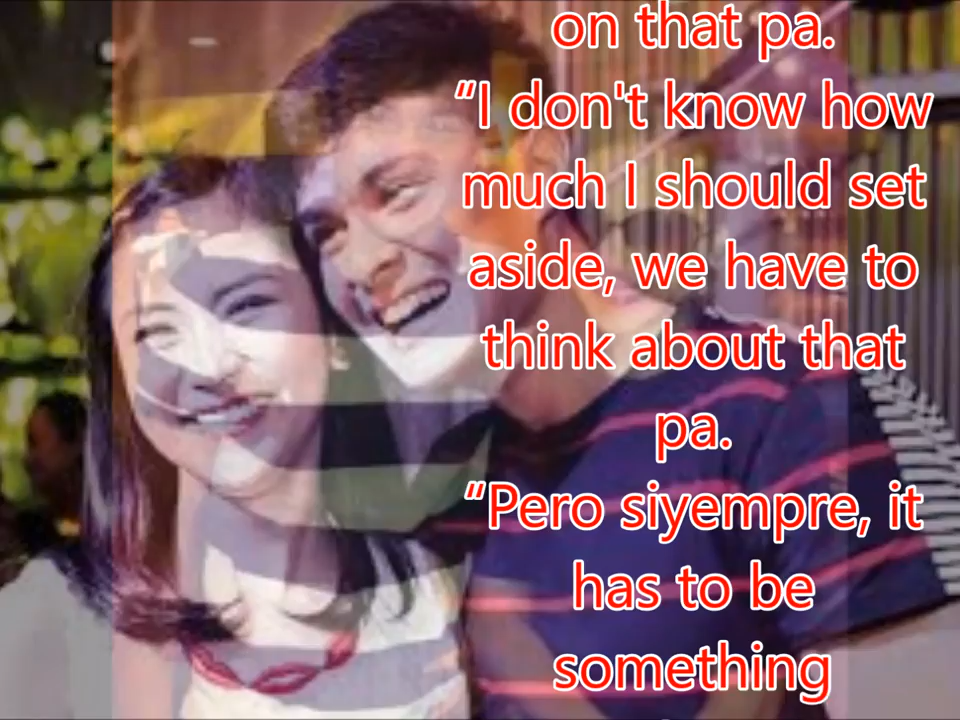 on that pa.
“I don't know how
much I should set
aside, we have to
think about that
pa.
“Pero siyempre, it
has to be
something